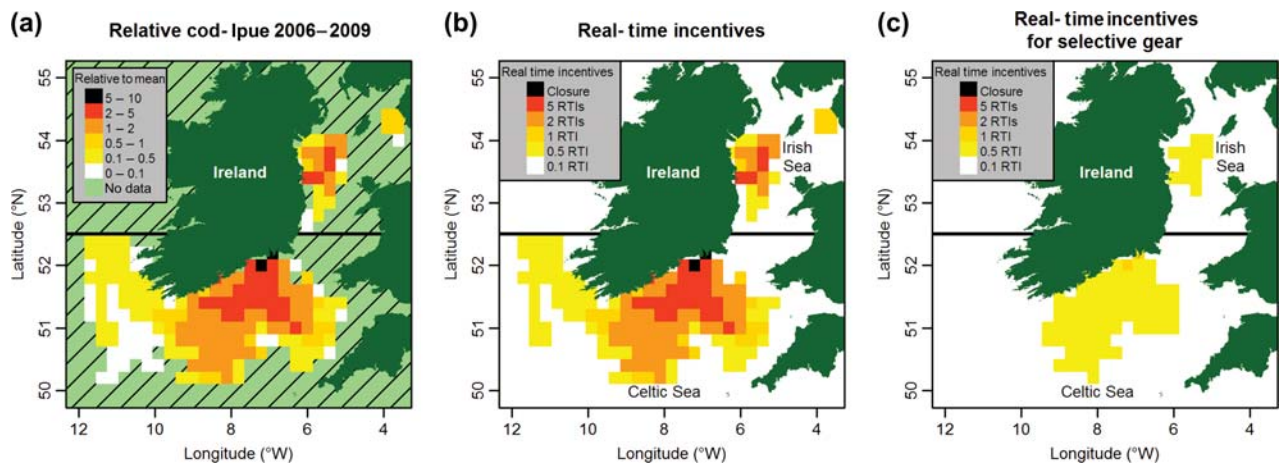 (a)
Relative cod- lpue 2006–2009
Relative to mean
5 – 10
2 – 5
1 – 2
0.5 – 1
0.1 – 0.5
0 – 0.1
No data
Ireland
55
54
53
52
51
50
Latitude (°N)
12
10
8
6
4
Longitude (°W)
(b)
Real- time incentives
Real time incentives
Closure
5 RTIs
2 RTIs
1 RTI
0.5 RTI
0.1 RTI
Ireland
Irish
Sea
Celtic Sea
55
54
53
52
51
50
Latitude (°N)
12
10
8
6
4
Longitude (°W)
(c)
Real- time incentives
for selective gear
Real time incentives
Closure
5 RTIs
2 RTIs
1 RTI
0.5 RTI
0.1 RTI
Ireland
Irish
Sea
Celtic Sea
55
54
53
52
51
50
Latitude (°N)
12
10
8
6
4
Longitude (°W)